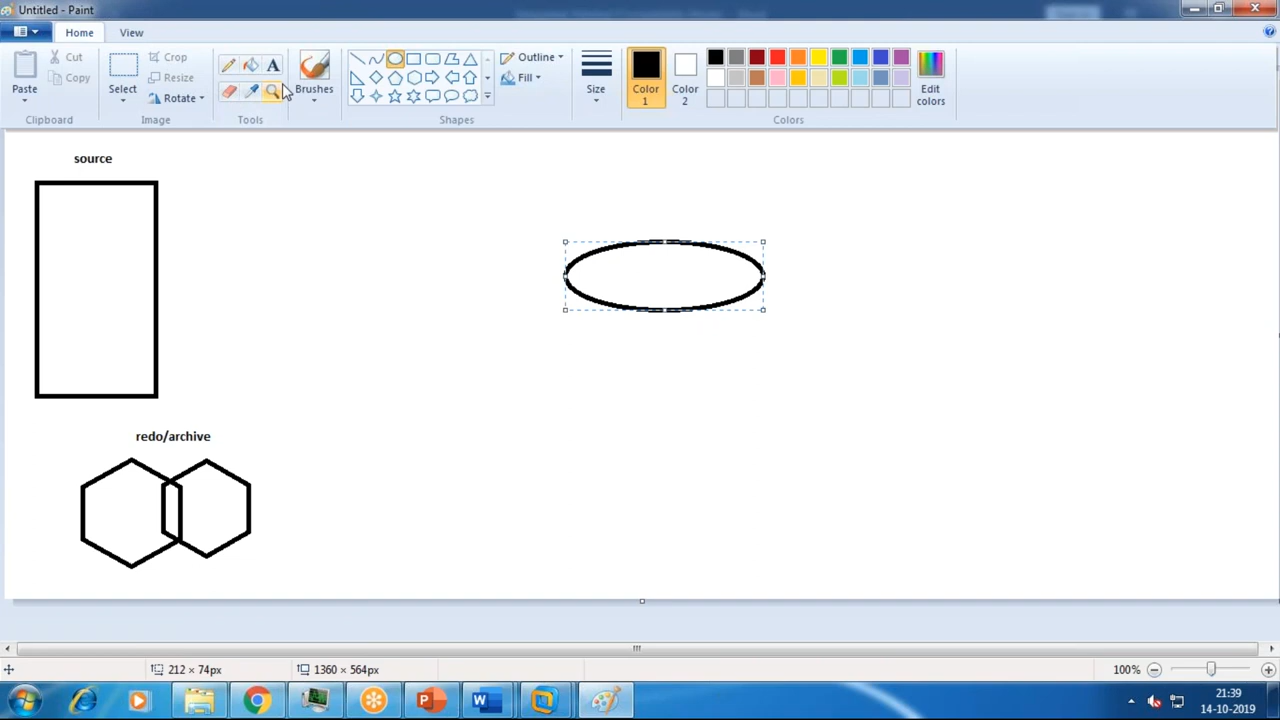 Untitled - Paint
Home
View
Paste
Cut
Copy
Clipboard
Select
Crop
Resize
Rotate
Image
A
Tools
Brushes
Outline
Fill
Shapes
Size
Color 1
Color 2
Edit colors
Colors
source
redo/archive
212 × 74px
1360 × 564px
100%
21:39
14-10-2019